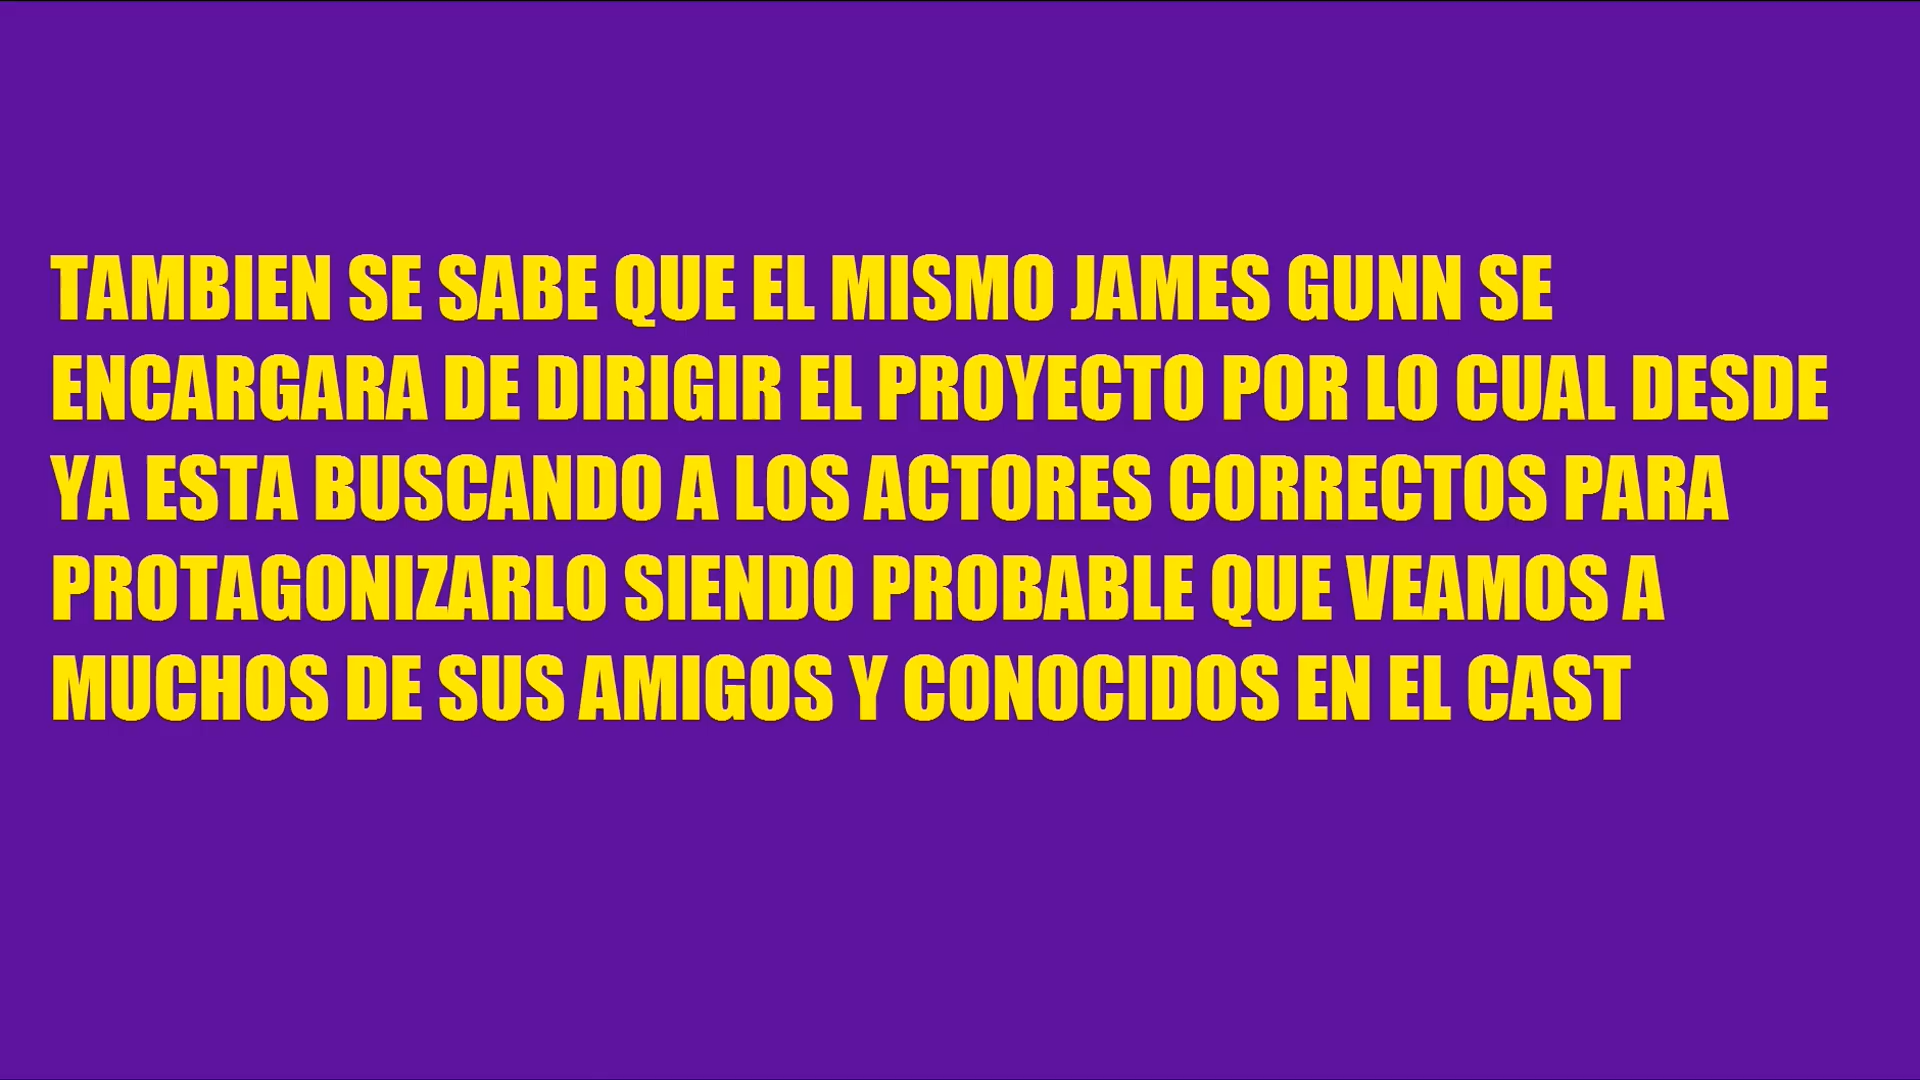 TAMBIEN SE SABE QUE EL MISMO JAMES GUNN SE
ENCARGARA DE DIRIGIR EL PROYECTO POR LO CUAL DESDE
YA ESTA BUSCANDO A LOS ACTORES CORRECTOS PARA
PROTAGONIZARLO SIENDO PROBABLE QUE VEAMOS A
MUCHOS DE SUS AMIGOS Y CONOCIDOS EN EL CAST